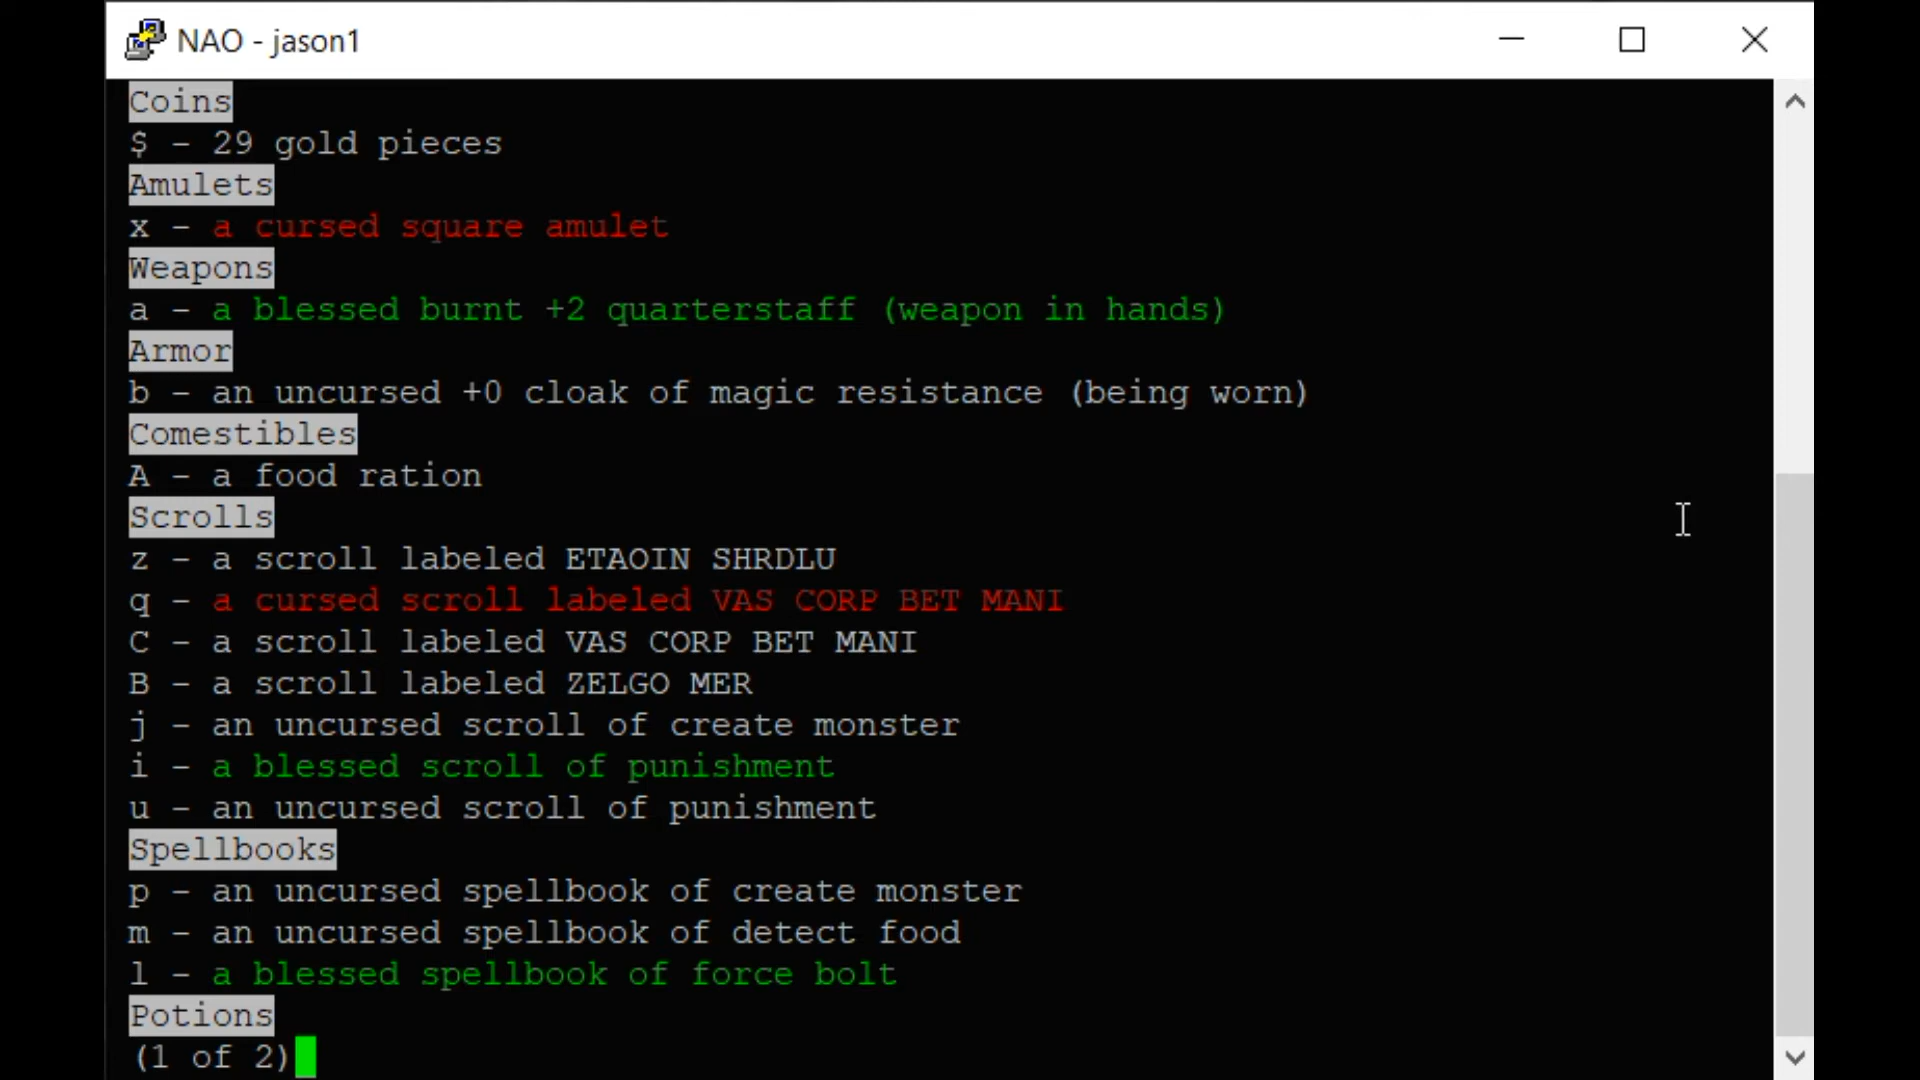 NAO - jason1
Coins
$ - 29 gold pieces
Amulets
x - a cursed square amulet
Weapons
a - a blessed burnt +2 quarterstaff (weapon in hands)
Armor
b - an uncursed +0 cloak of magic resistance (being worn)
Comestibles
A - a food ration
Scrolls
z - a scroll labeled ETAOIN SHRDLU
q - a cursed scroll labeled VAS CORP BET MANI
C - a scroll labeled VAS CORP BET MANI
B - a scroll labeled ZELGO MER
j - an uncursed scroll of create monster
i - a blessed scroll of punishment
u - an uncursed scroll of punishment
Spellbooks
p - an uncursed spellbook of create monster
m - an uncursed spellbook of detect food
l - a blessed spellbook of force bolt
Potions
(1 of 2)